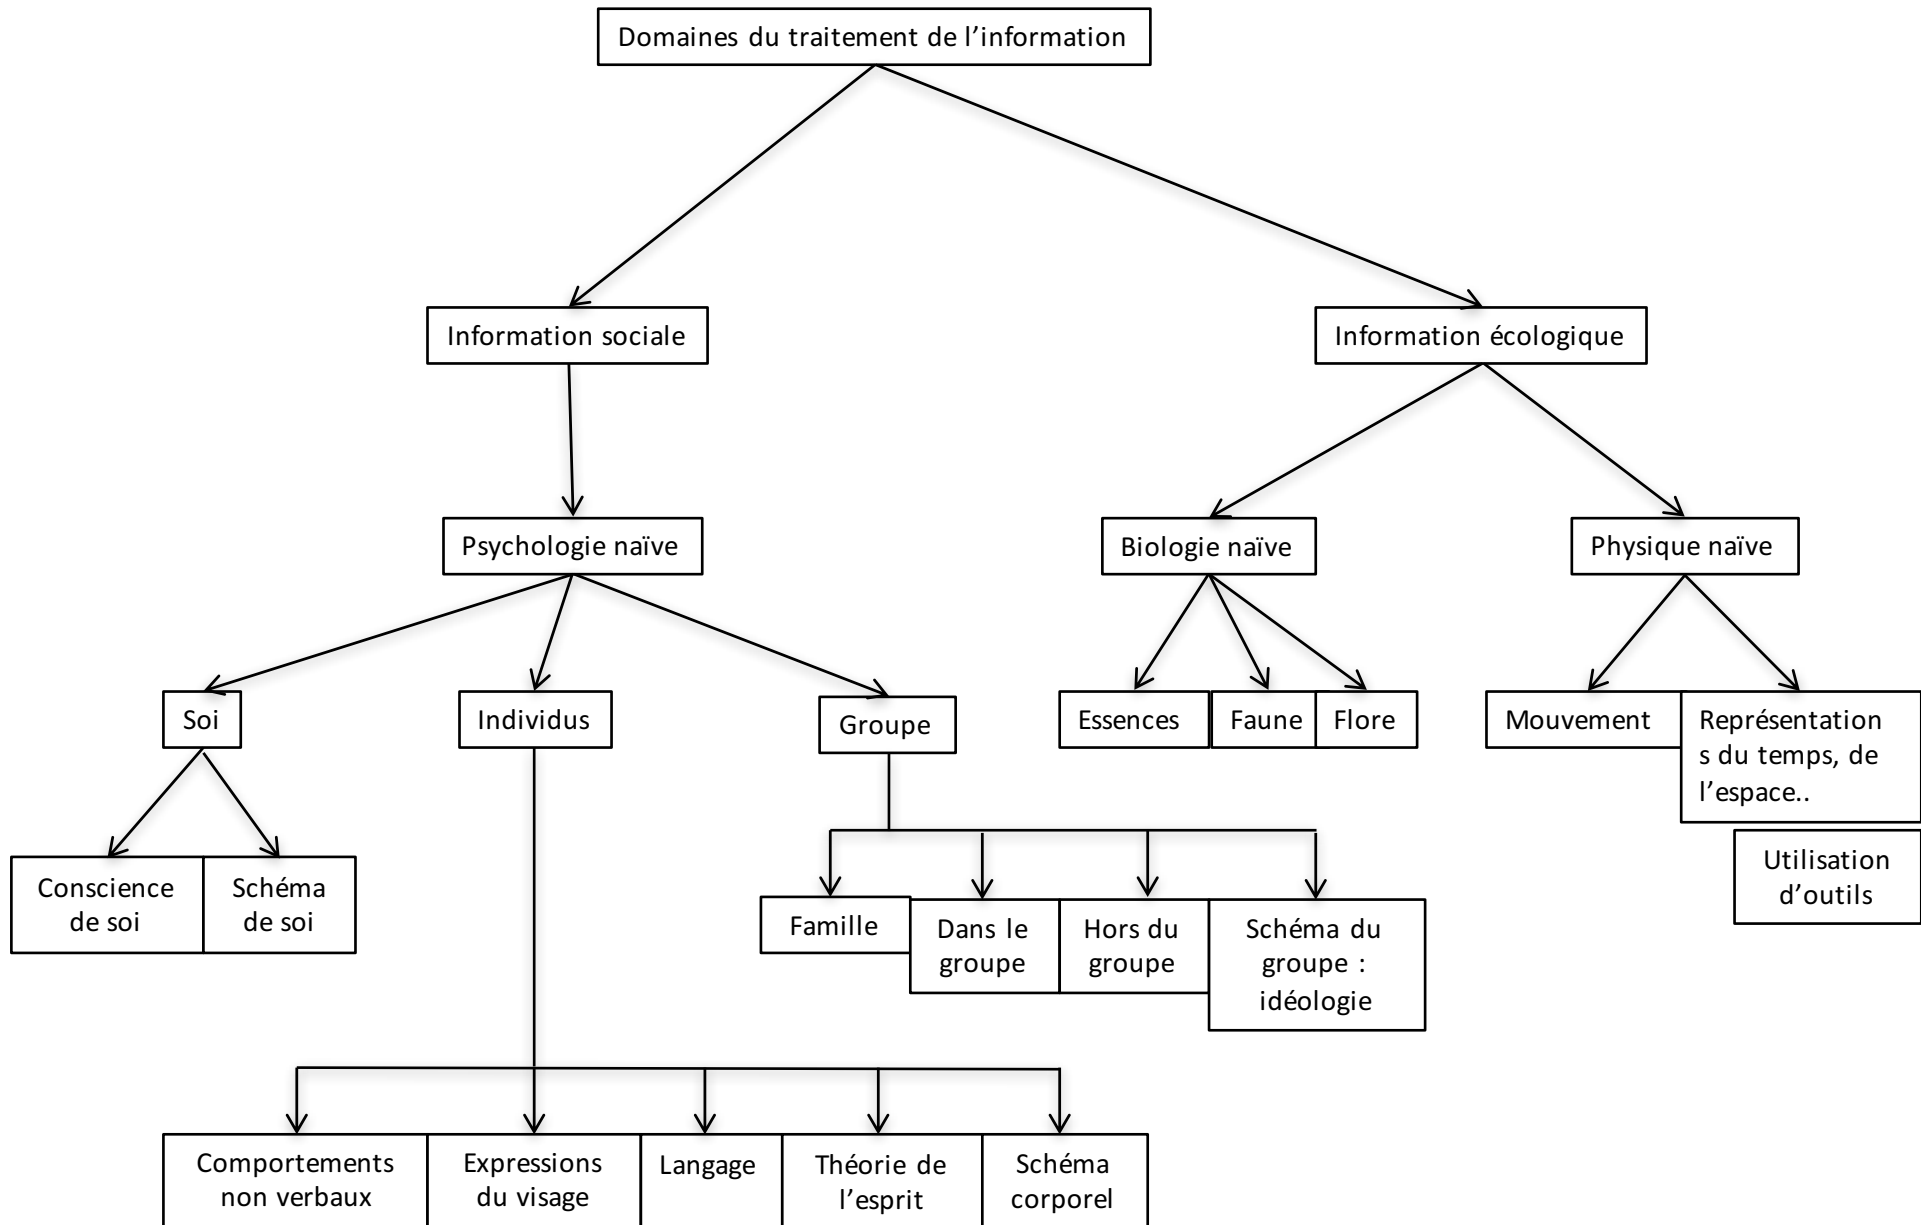 Domaines du traitement de l’information
Information sociale
Information écologique
Psychologie naïve
Biologie naïve
Physique naïve
Soi
Individus
Groupe
Essences
Faune
Flore
Mouvement
Représentation
s du temps, de
l’espace..
Utilisation
d’outils
Conscience
de soi
Schéma
de soi
Famille
Dans le
groupe
Hors du
groupe
Schéma du
groupe :
idéologie
Comportements
non verbaux
Expressions
du visage
Langage
Théorie de
l’esprit
Schéma
corporel